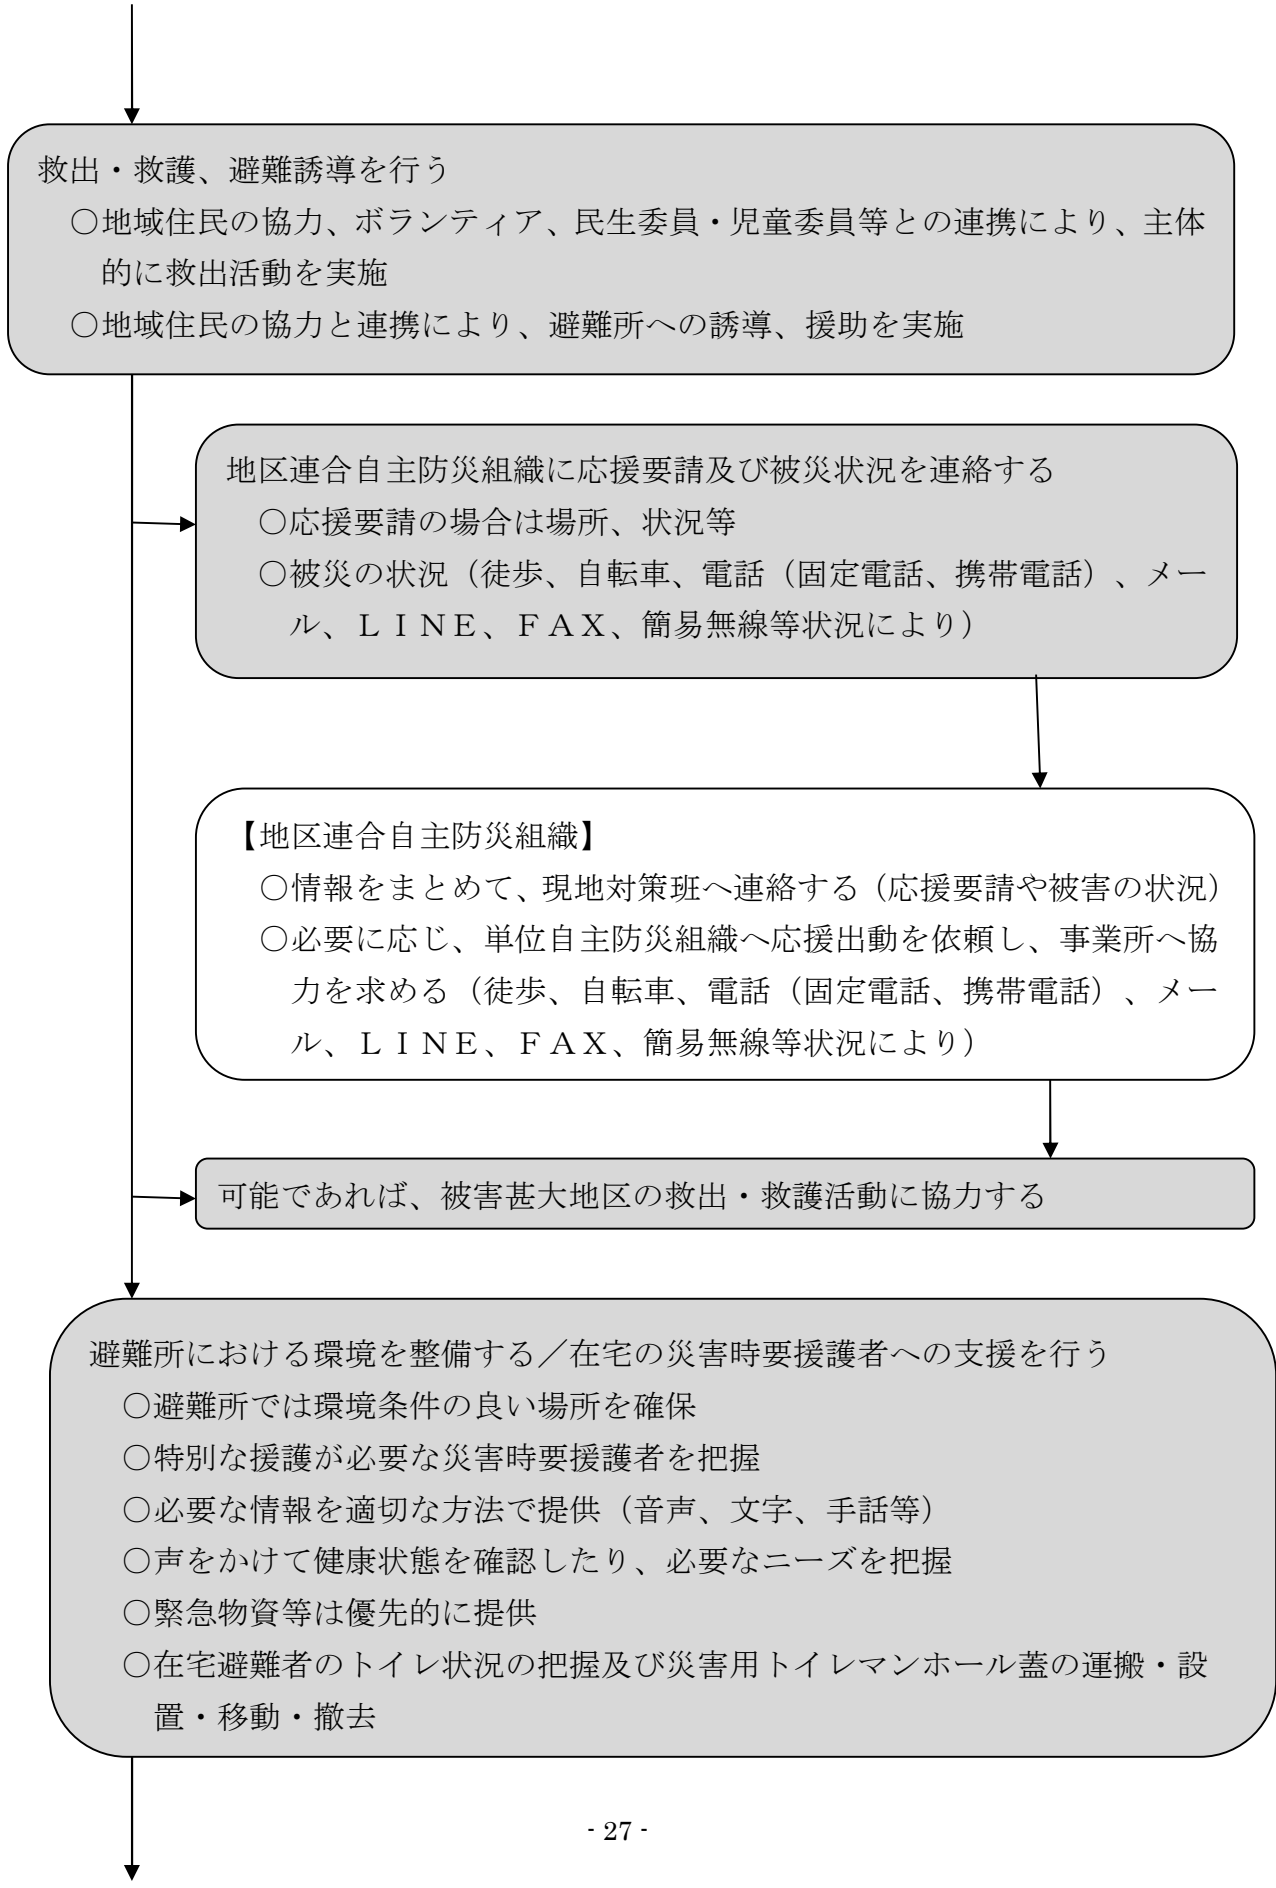 救出・救護、避難誘導を行う
○地域住民の協力、ボランティア、民生委員・児童委員等との連携により、主体
的に救出活動を実施
○地域住民の協力と連携により、避難所への誘導、援助を実施
地区連合自主防災組織に応援要請及び被災状況を連絡する
○応援要請の場合は場所、状況等
○被災の状況（徒歩、自転車、電話（固定電話、携帯電話）、メー
ル、ＬＩＮＥ、ＦＡＸ、簡易無線等状況により）
【地区連合自主防災組織】
○情報をまとめて、現地対策班へ連絡する（応援要請や被害の状況）
○必要に応じ、単位自主防災組織へ応援出動を依頼し、事業所へ協
力を求める（徒歩、自転車、電話（固定電話、携帯電話）、メー
ル、ＬＩＮＥ、ＦＡＸ、簡易無線等状況により）
可能であれば、被害甚大地区の救出・救護活動に協力する
避難所における環境を整備する／在宅の災害時要援護者への支援を行う
○避難所では環境条件の良い場所を確保
○特別な援護が必要な災害時要援護者を把握
○必要な情報を適切な方法で提供（音声、文字、手話等）
○声をかけて健康状態を確認したり、必要なニーズを把握
○緊急物資等は優先的に提供
○在宅避難者のトイレ状況の把握及び災害用トイレマンホール蓋の運搬・設
置・移動・撤去
- 27 -